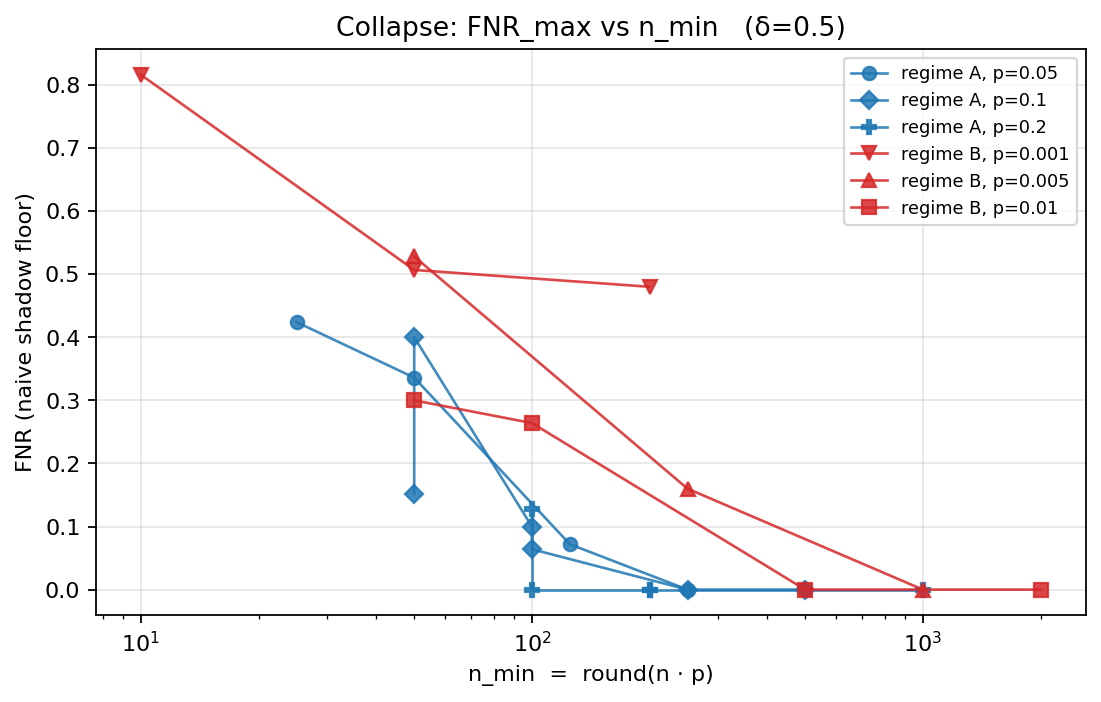 Collapse: FNR_max vs n_min (δ=0.5)
FNR (naive shadow floor)
0.8
0.7
0.6
0.5
0.4
0.3
0.2
0.1
0.0
regime A, p=0.05
regime A, p=0.1
regime A, p=0.2
regime B, p=0.001
regime B, p=0.005
regime B, p=0.01
10¹
10²
10³
n_min = round(n · p)